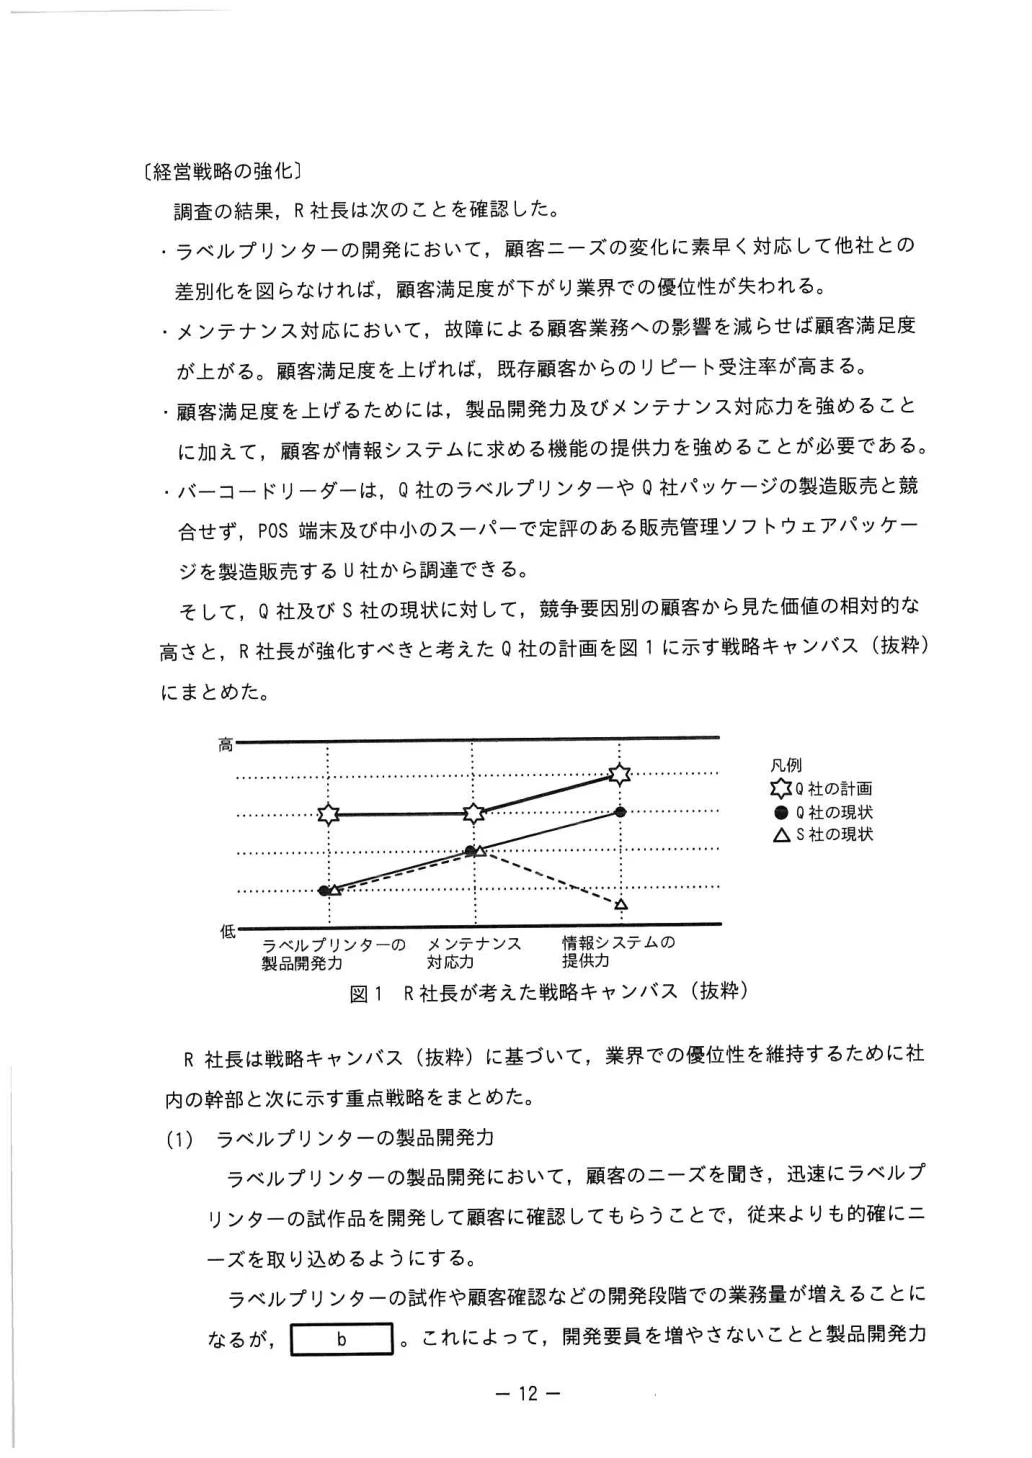 〔経営戦略の強化〕
調査の結果，R 社長は次のことを確認した。
・ラベルプリンターの開発において，顧客ニーズの変化に素早く対応して他社との
差別化を図らなければ，顧客満足度が下がり業界での優位性が失われる。
・メンテナンス対応において，故障による顧客業務への影響を減らせば顧客満足度
が上がる。顧客満足度を上げれば，既存顧客からのリピート受注率が高まる。
・顧客満足度を上げるためには，製品開発力及びメンテナンス対応力を強めること
に加えて，顧客が情報システムに求める機能の提供力を強めることが必要である。
・バーコードリーダーは，Q 社のラベルプリンターや Q 社パッケージの製造販売と競
合せず，POS 端末及び中小のスーパーで定評のある販売管理ソフトウェアパッケー
ジを製造販売する U 社から調達できる。
そして，Q 社及び S 社の現状に対して，競争要因別の顧客から見た価値の相対的な
高さと，R 社長が強化すべきと考えた Q 社の計画を図 1 に示す戦略キャンバス（抜粋）
にまとめた。
高
凡例
Q 社の計画
Q 社の現状
S 社の現状
低
ラベルプリンターの
製品開発力
メンテナンス
対応力
情報システムの
提供力
図 1　R 社長が考えた戦略キャンバス（抜粋）
R 社長は戦略キャンバス（抜粋）に基づいて，業界での優位性を維持するために社
内の幹部と次に示す重点戦略をまとめた。
(1)　ラベルプリンターの製品開発力
ラベルプリンターの製品開発において，顧客のニーズを聞き，迅速にラベルプ
リンターの試作品を開発して顧客に確認してもらうことで，従来よりも的確にニ
ーズを取り込めるようにする。
ラベルプリンターの試作や顧客確認などの開発段階での業務量が増えることに
なるが，　b　。これによって，開発要員を増やさないことと製品開発力
― 12 ―